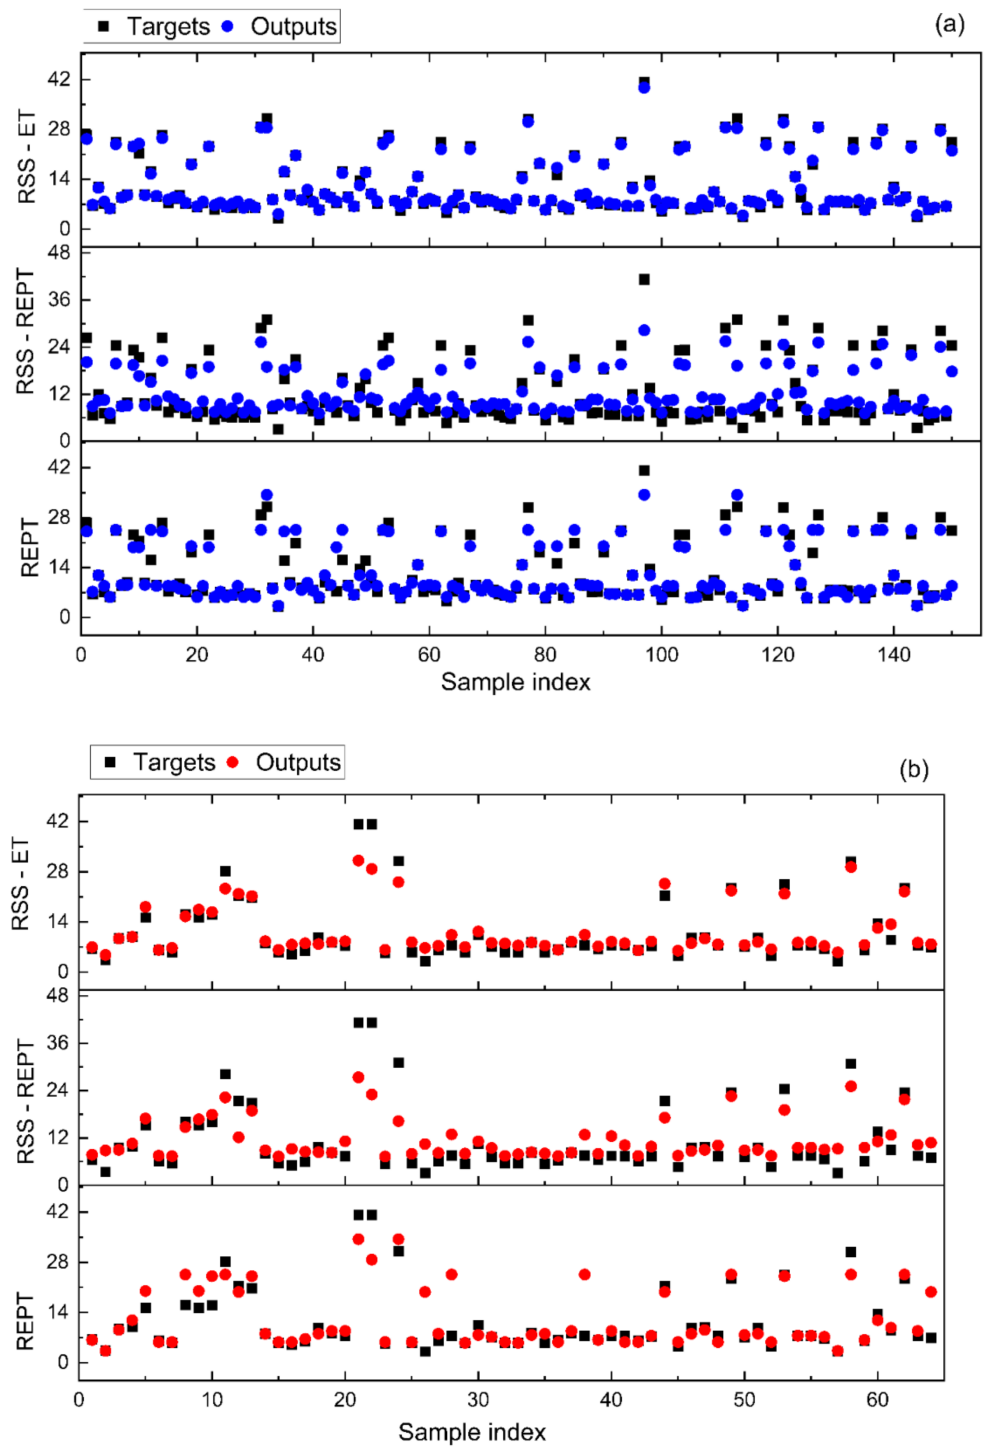 Targets Outputs
(a)
RSS - ET
42
28
14
0
RSS - REPT
48
36
24
12
0
REPT
42
28
14
0
0 20 40 60 80 100 120 140
Sample index
Targets Outputs
(b)
RSS - ET
42
28
14
0
RSS - REPT
48
36
24
12
0
REPT
42
28
14
0
0 10 20 30 40 50 60
Sample index